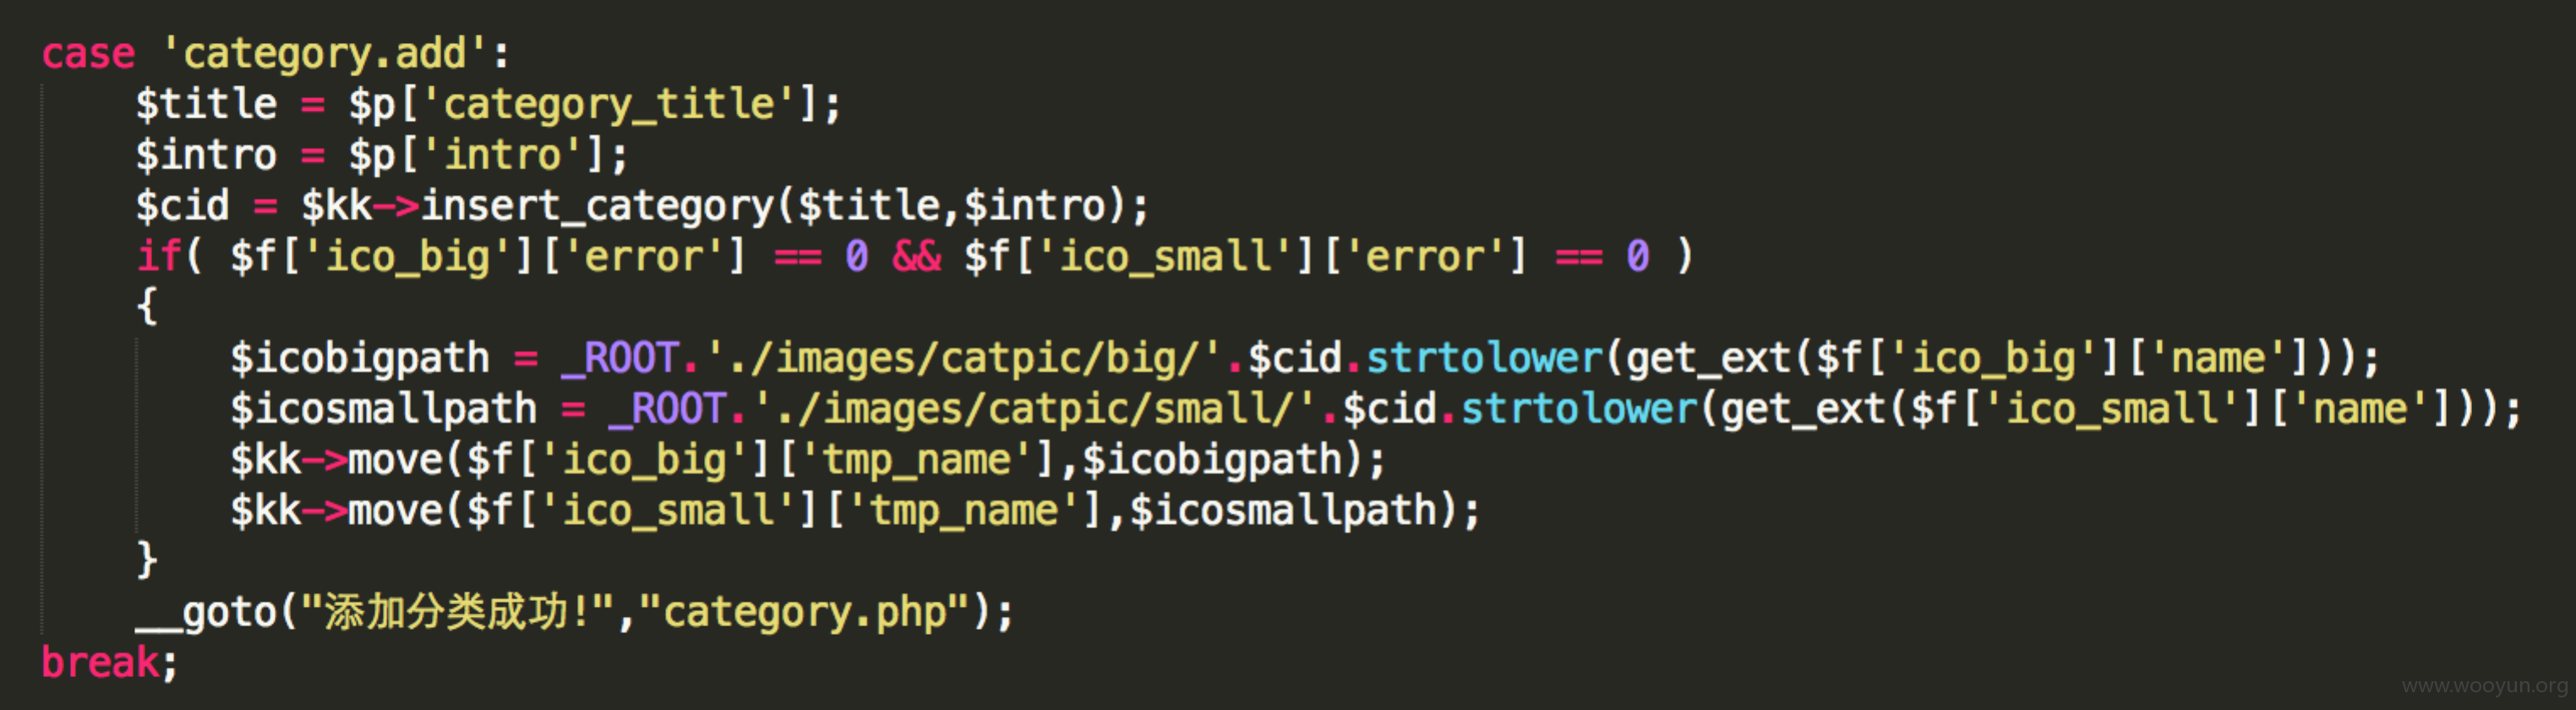 case 'category.add':
    $title = $p['category_title'];
    $intro = $p['intro'];
    $cid = $kk->insert_category($title,$intro);
    if( $f['ico_big']['error'] == 0 && $f['ico_small']['error'] == 0 )
    {
        $icobigpath = _ROOT.'./images/catpic/big/'.$cid.strtolower(get_ext($f['ico_big']['name']));
        $icosmallpath = _ROOT.'./images/catpic/small/'.$cid.strtolower(get_ext($f['ico_small']['name']));
        $kk->move($f['ico_big']['tmp_name'],$icobigpath);
        $kk->move($f['ico_small']['tmp_name'],$icosmallpath);
    }
    __goto("添加分类成功!","category.php");
break;
www.wooyun.org